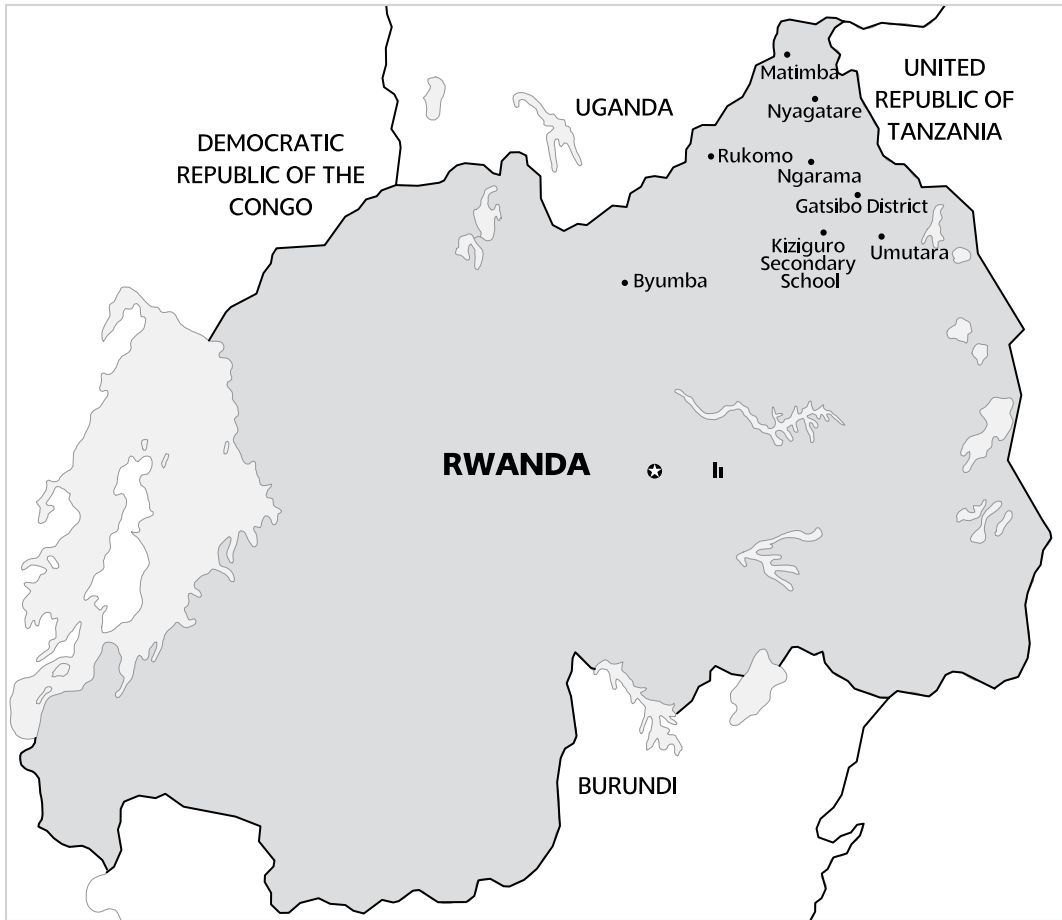 DEMOCRATIC
REPUBLIC OF THE
CONGO
UGANDA
UNITED
REPUBLIC OF
TANZANIA
Matimba
Nyagatare
Rukomo
Ngarama
Gatsibo District
Kiziguro
Secondary
School
Umutara
Byumba
RWANDA
BURUNDI